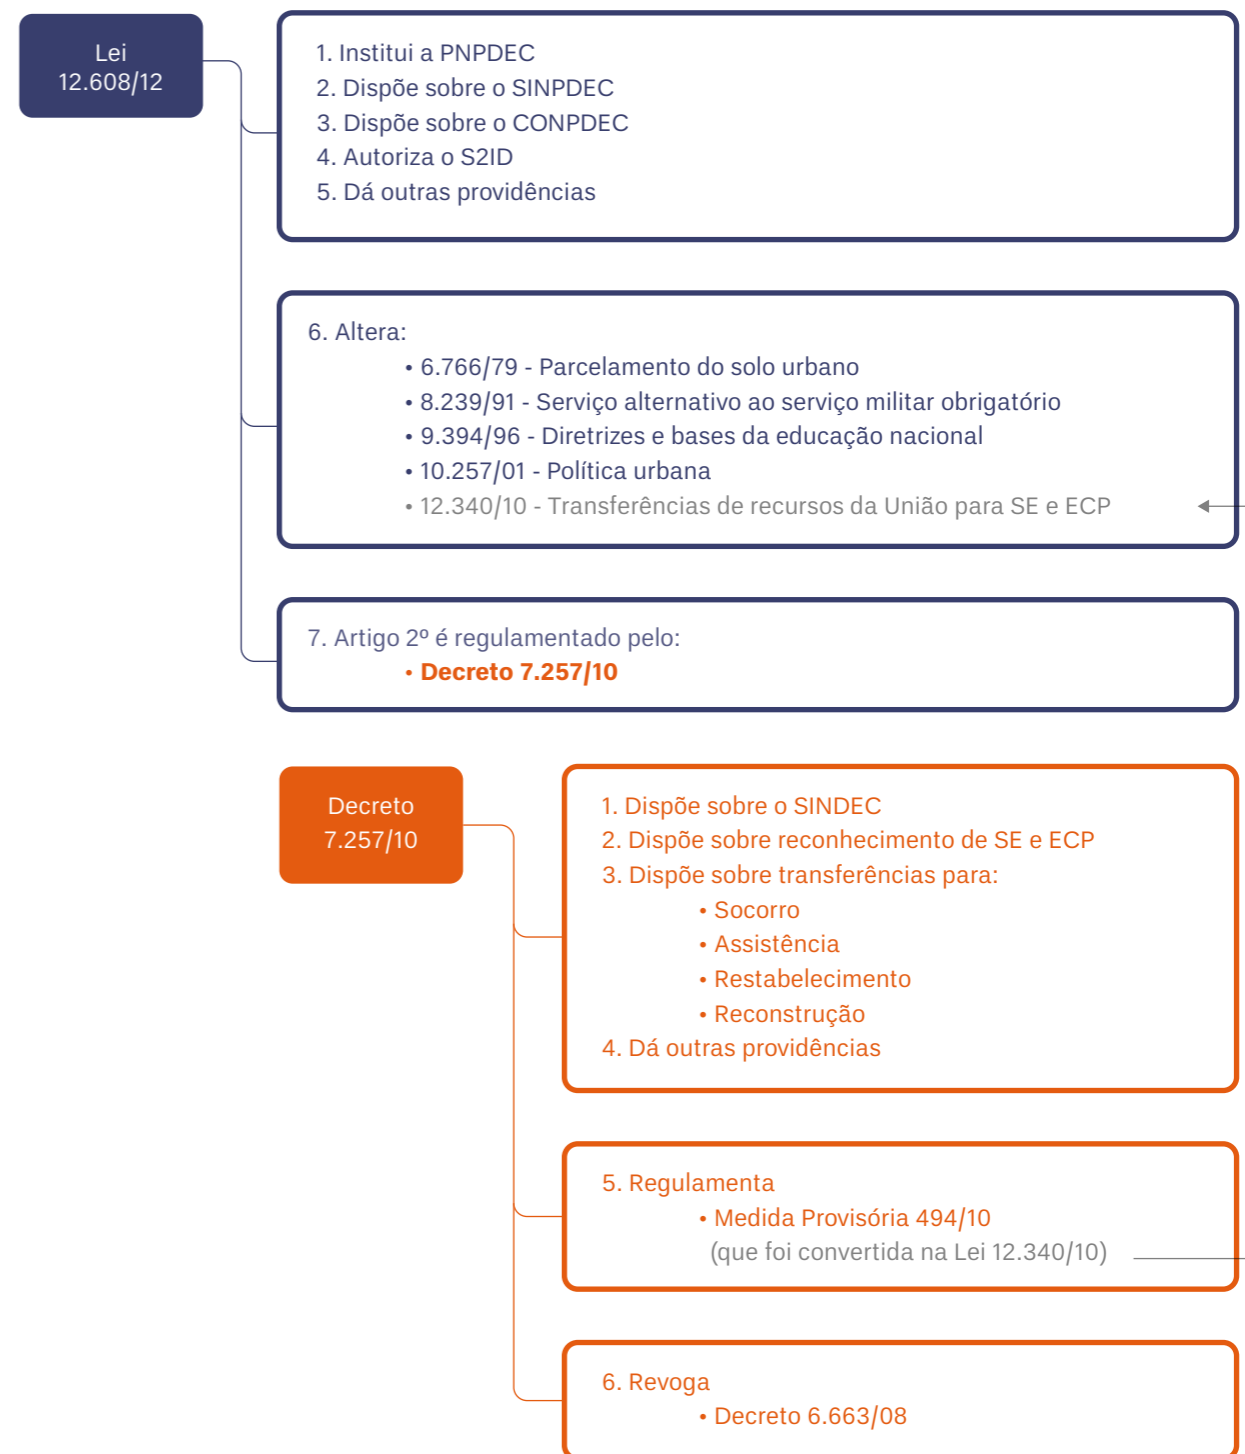 Lei
12.608/12
1. Institui a PNPDEC
2. Dispõe sobre o SINPDEC
3. Dispõe sobre o CONPDEC
4. Autoriza o S2ID
5. Dá outras providências
6. Altera:
• 6.766/79 - Parcelamento do solo urbano
• 8.239/91 - Serviço alternativo ao serviço militar obrigatório
• 9.394/96 - Diretrizes e bases da educação nacional
• 10.257/01 - Política urbana
• 12.340/10 - Transferências de recursos da União para SE e ECP
7. Artigo 2º é regulamentado pelo:
• Decreto 7.257/10
Decreto
7.257/10
1. Dispõe sobre o SINDEC
2. Dispõe sobre reconhecimento de SE e ECP
3. Dispõe sobre transferências para:
• Socorro
• Assistência
• Restabelecimento
• Reconstrução
4. Dá outras providências
5. Regulamenta
• Medida Provisória 494/10
(que foi convertida na Lei 12.340/10)
6. Revoga
• Decreto 6.663/08